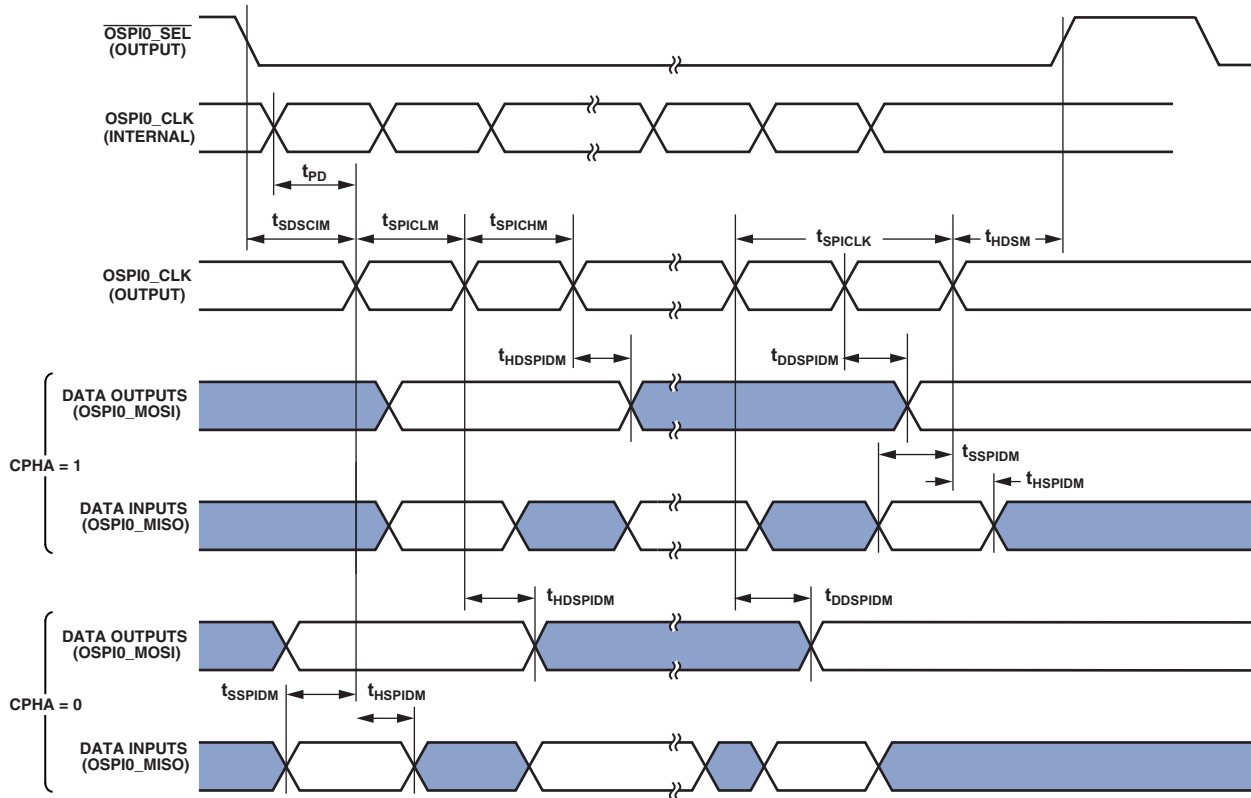 OSPI0_SEL
(OUTPUT)
OSPI0_CLK
(INTERNAL)
tPD
tSDSCIM
tSPICLM
tSPICHM
tSPICLK
tHDSM
OSPI0_CLK
(OUTPUT)
tHDSPIDM
tDDSPIDM
DATA OUTPUTS
(OSPI0_MOSI)
CPHA = 1
tSSPIDM
tHSPIDM
DATA INPUTS
(OSPI0_MISO)
tHDSPIDM
tDDSPIDM
DATA OUTPUTS
(OSPI0_MOSI)
CPHA = 0
tSSPIDM
tHSPIDM
DATA INPUTS
(OSPI0_MISO)